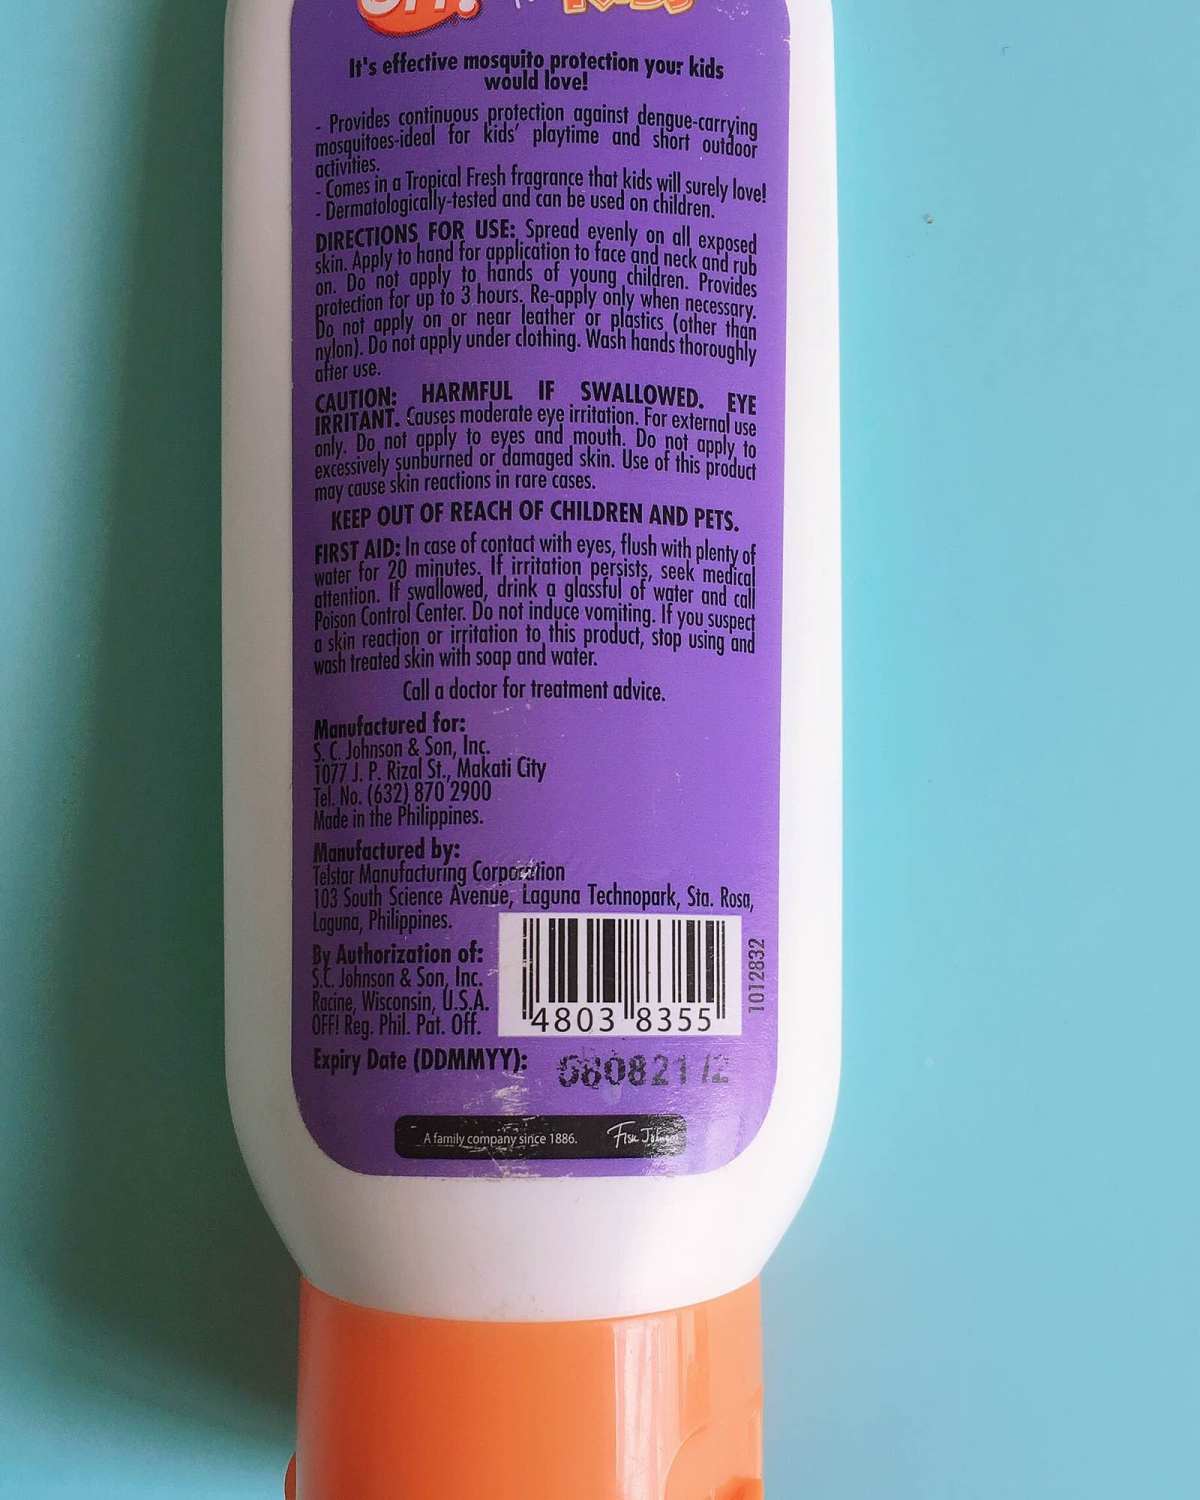 OFF! Kids
It's effective mosquito protection your kids
would love!
- Provides continuous protection against dengue-carrying
mosquitoes-ideal for kids' playtime and short outdoor
activities.
- Comes in a Tropical Fresh fragrance that kids will surely love!
- Dermatologically-tested and can be used on children.
DIRECTIONS FOR USE: Spread evenly on all exposed
skin. Apply to hand for application to face and neck and rub
on. Do not apply to hands of young children. Provides
protection for up to 3 hours. Re-apply only when necessary.
Do not apply on or near leather or plastics (other than
nylon). Do not apply under clothing. Wash hands thoroughly
after use.
CAUTION: HARMFUL IF SWALLOWED. EYE
IRRITANT. Causes moderate eye irritation. For external use
only. Do not apply to eyes and mouth. Do not apply to
excessively sunburned or damaged skin. Use of this product
may cause skin reactions in rare cases.
KEEP OUT OF REACH OF CHILDREN AND PETS.
FIRST AID: In case of contact with eyes, flush with plenty of
water for 20 minutes. If irritation persists, seek medical
attention. If swallowed, drink a glassful of water and call
Poison Control Center. Do not induce vomiting. If you suspect
a skin reaction or irritation to this product, stop using and
wash treated skin with soap and water.
Call a doctor for treatment advice.
Manufactured for:
S. C. Johnson & Son, Inc.
1077 J. P. Rizal St., Makati City
Tel. No. (632) 870 2900
Made in the Philippines.
Manufactured by:
Telstar Manufacturing Corporation
103 South Science Avenue, Laguna Technopark, Sta. Rosa,
Laguna, Philippines.
By Authorization of:
S.C. Johnson & Son, Inc.
Racine, Wisconsin, U.S.A.
OFF! Reg. Phil. Pat. Off.
4803 8355
1012832
Expiry Date (DDMMYY):
A family company since 1886.